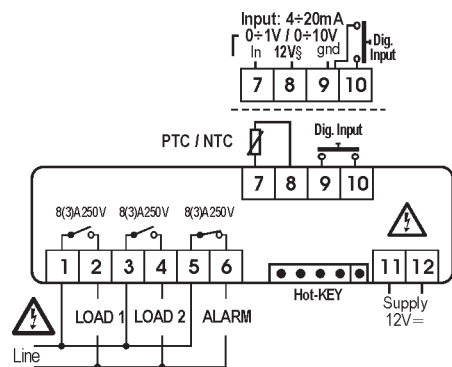 Input: 4÷20mA
0÷1V / 0÷10V
In 12V§ gnd
Dig.
Input
7 8 9 10
PTC / NTC
Dig. Input
7 8 9 10
8(3)A250V 8(3)A250V 8(3)A250V
1 2 3 4 5 6
11 12
Hot-KEY
LOAD 1 LOAD 2 ALARM
Supply
12V⎓
Line